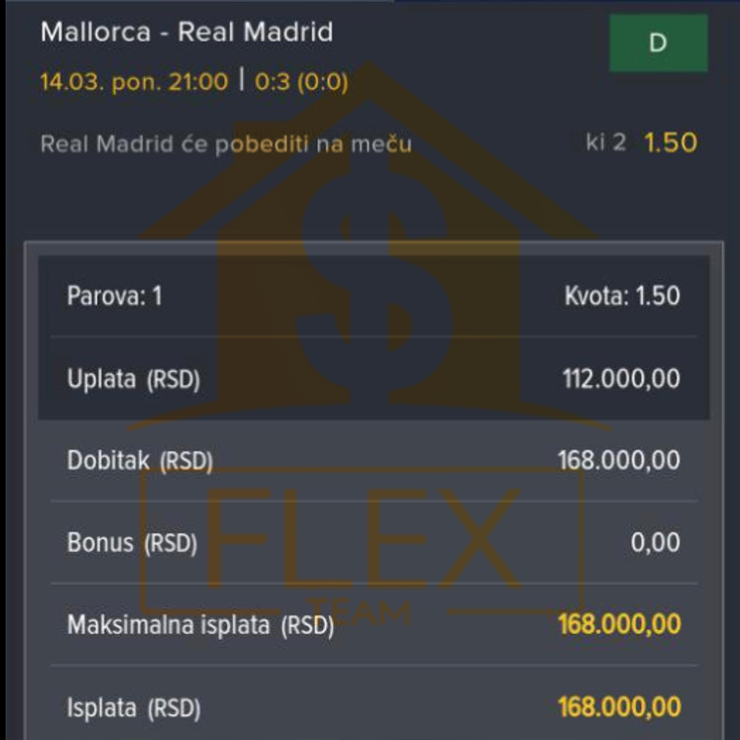 Mallorca - Real Madrid
D
14.03. pon. 21:00 | 0:3 (0:0)
Real Madrid će pobediti na meču ki 2 1.50
Parova: 1 Kvota: 1.50
Uplata (RSD) 112.000,00
Dobitak (RSD) 168.000,00
FLEX
Bonus (RSD) 0,00
TEAM
Maksimalna isplata (RSD) 168.000,00
Isplata (RSD) 168.000,00